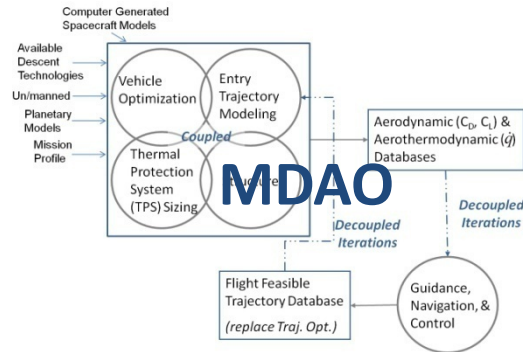 Computer Generated
Spacecraft Models
Available
Descent
Technologies
Un/manned
Planetary
Models
Mission
Profile
Vehicle
Optimization
Entry
Trajectory
Modeling
Coupled
Thermal
Protection
System
(TPS) Sizing
MDAO
Aerodynamic (C_D, C_L) &
Aerothermodynamic (q̇)
Databases
Decoupled
Iterations
Decoupled
Iterations
Flight Feasible
Trajectory Database
(replace Traj. Opt.)
Guidance,
Navigation, &
Control